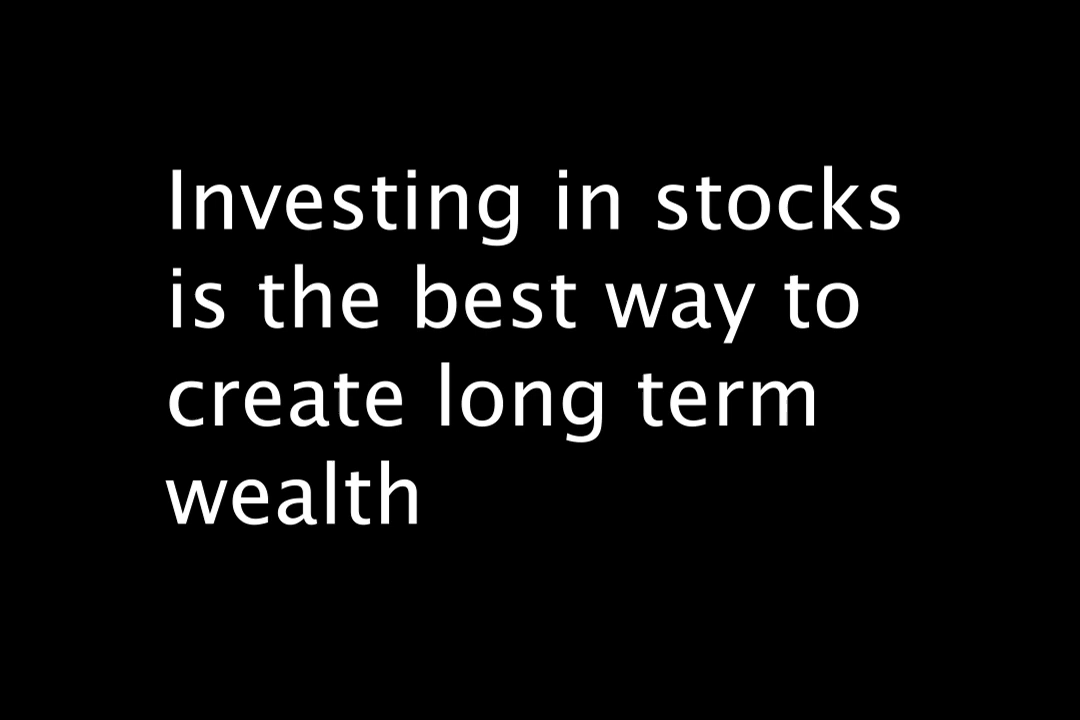 Investing in stocks
is the best way to
create long term
wealth